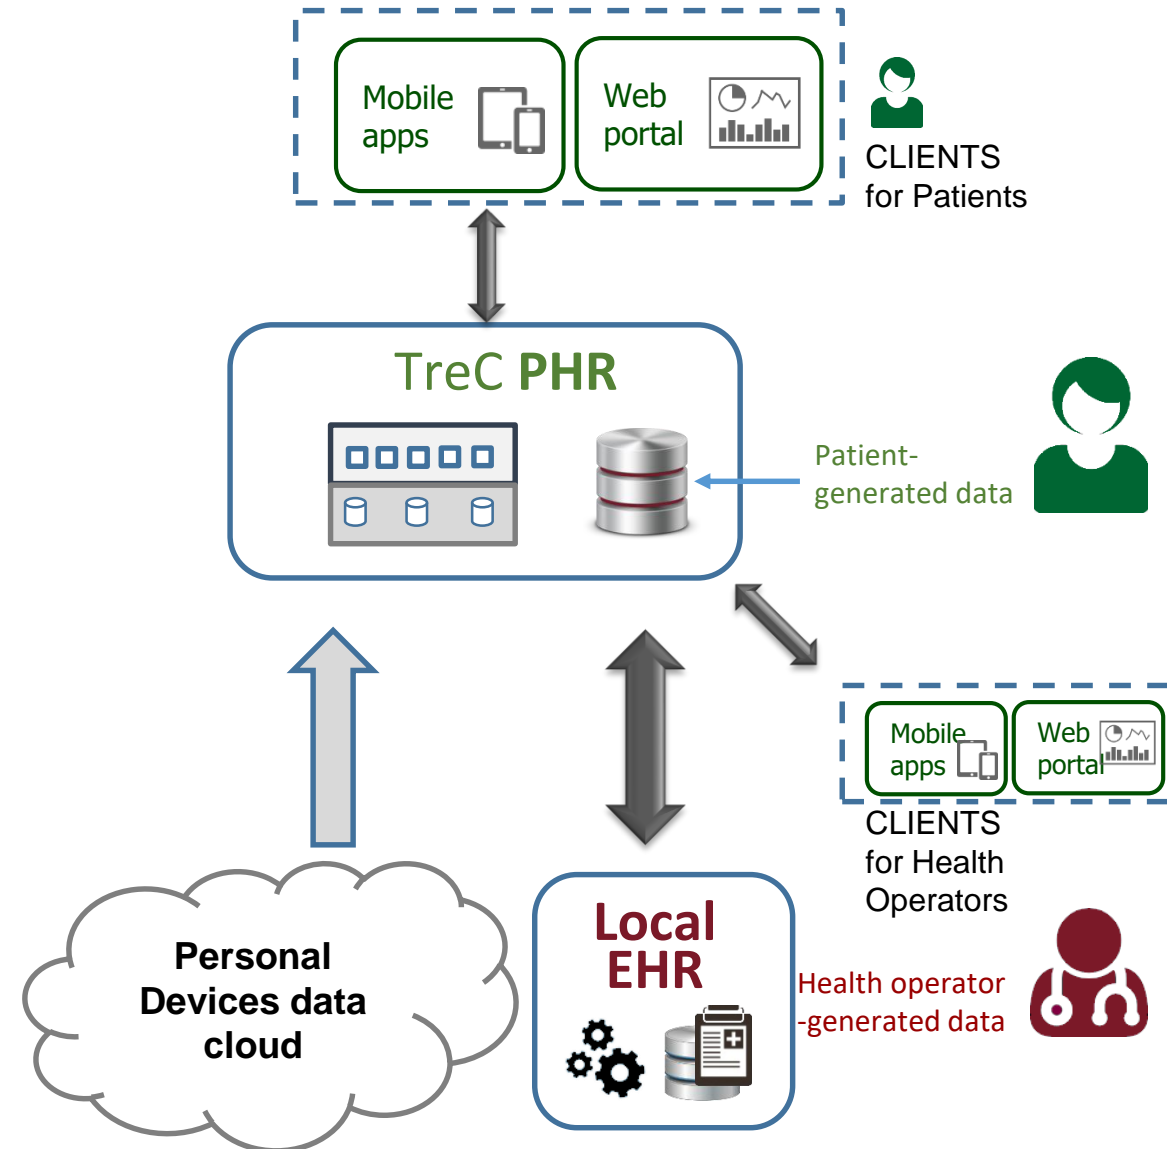 Mobile
apps
Web
portal
CLIENTS
for Patients
TreC PHR
Patient-
generated data
Mobile
apps
Web
portal
CLIENTS
for Health
Operators
Personal
Devices data
cloud
Local
EHR
Health operator
-generated data